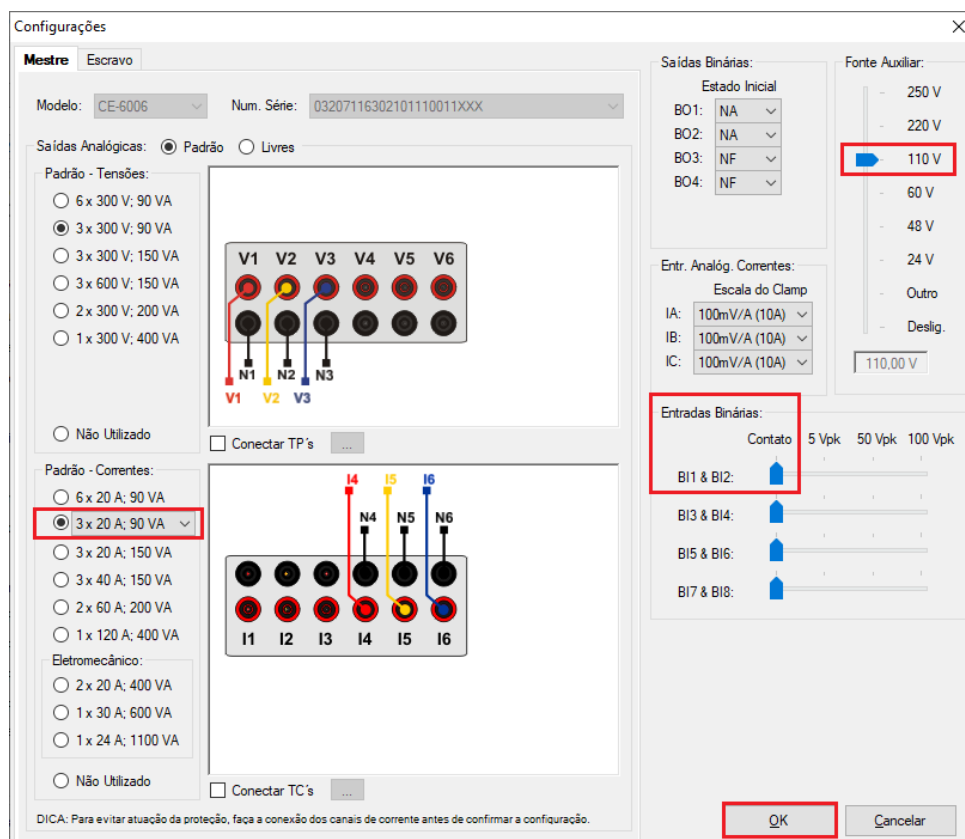 Configurações
Mestre Escravo
Modelo: CE-6006 Num. Série: 03207116302101110011XXX
Saídas Analógicas: Padrão Livres
Padrão - Tensões:
6 x 300 V; 90 VA
3 x 300 V; 90 VA
3 x 300 V; 150 VA
3 x 600 V; 150 VA
2 x 300 V; 200 VA
1 x 300 V; 400 VA
Não Utilizado
V1 V2 V3 V4 V5 V6
N1 N2 N3
V1 V2 V3
Conectar TP´s ...
Padrão - Correntes:
6 x 20 A; 90 VA
3 x 20 A; 90 VA
3 x 20 A; 150 VA
3 x 40 A; 150 VA
2 x 60 A; 200 VA
1 x 120 A; 400 VA
Eletromecânico:
2 x 20 A; 400 VA
1 x 30 A; 600 VA
1 x 24 A; 1100 VA
Não Utilizado
I4 I5 I6
N4 N5 N6
I1 I2 I3 I4 I5 I6
Conectar TC´s ...
DICA: Para evitar atuação da proteção, faça a conexão dos canais de corrente antes de confirmar a configuração.
Saídas Binárias:
Estado Inicial
BO1: NA
BO2: NA
BO3: NF
BO4: NF
Fonte Auxiliar:
250 V
220 V
110 V
60 V
48 V
24 V
Outro
Deslig.
110,00 V
Entr. Analóg. Correntes:
Escala do Clamp
IA: 100mV/A (10A)
IB: 100mV/A (10A)
IC: 100mV/A (10A)
Entradas Binárias:
Contato 5 Vpk 50 Vpk 100 Vpk
BI1 & BI2:
BI3 & BI4:
BI5 & BI6:
BI7 & BI8:
OK Cancelar